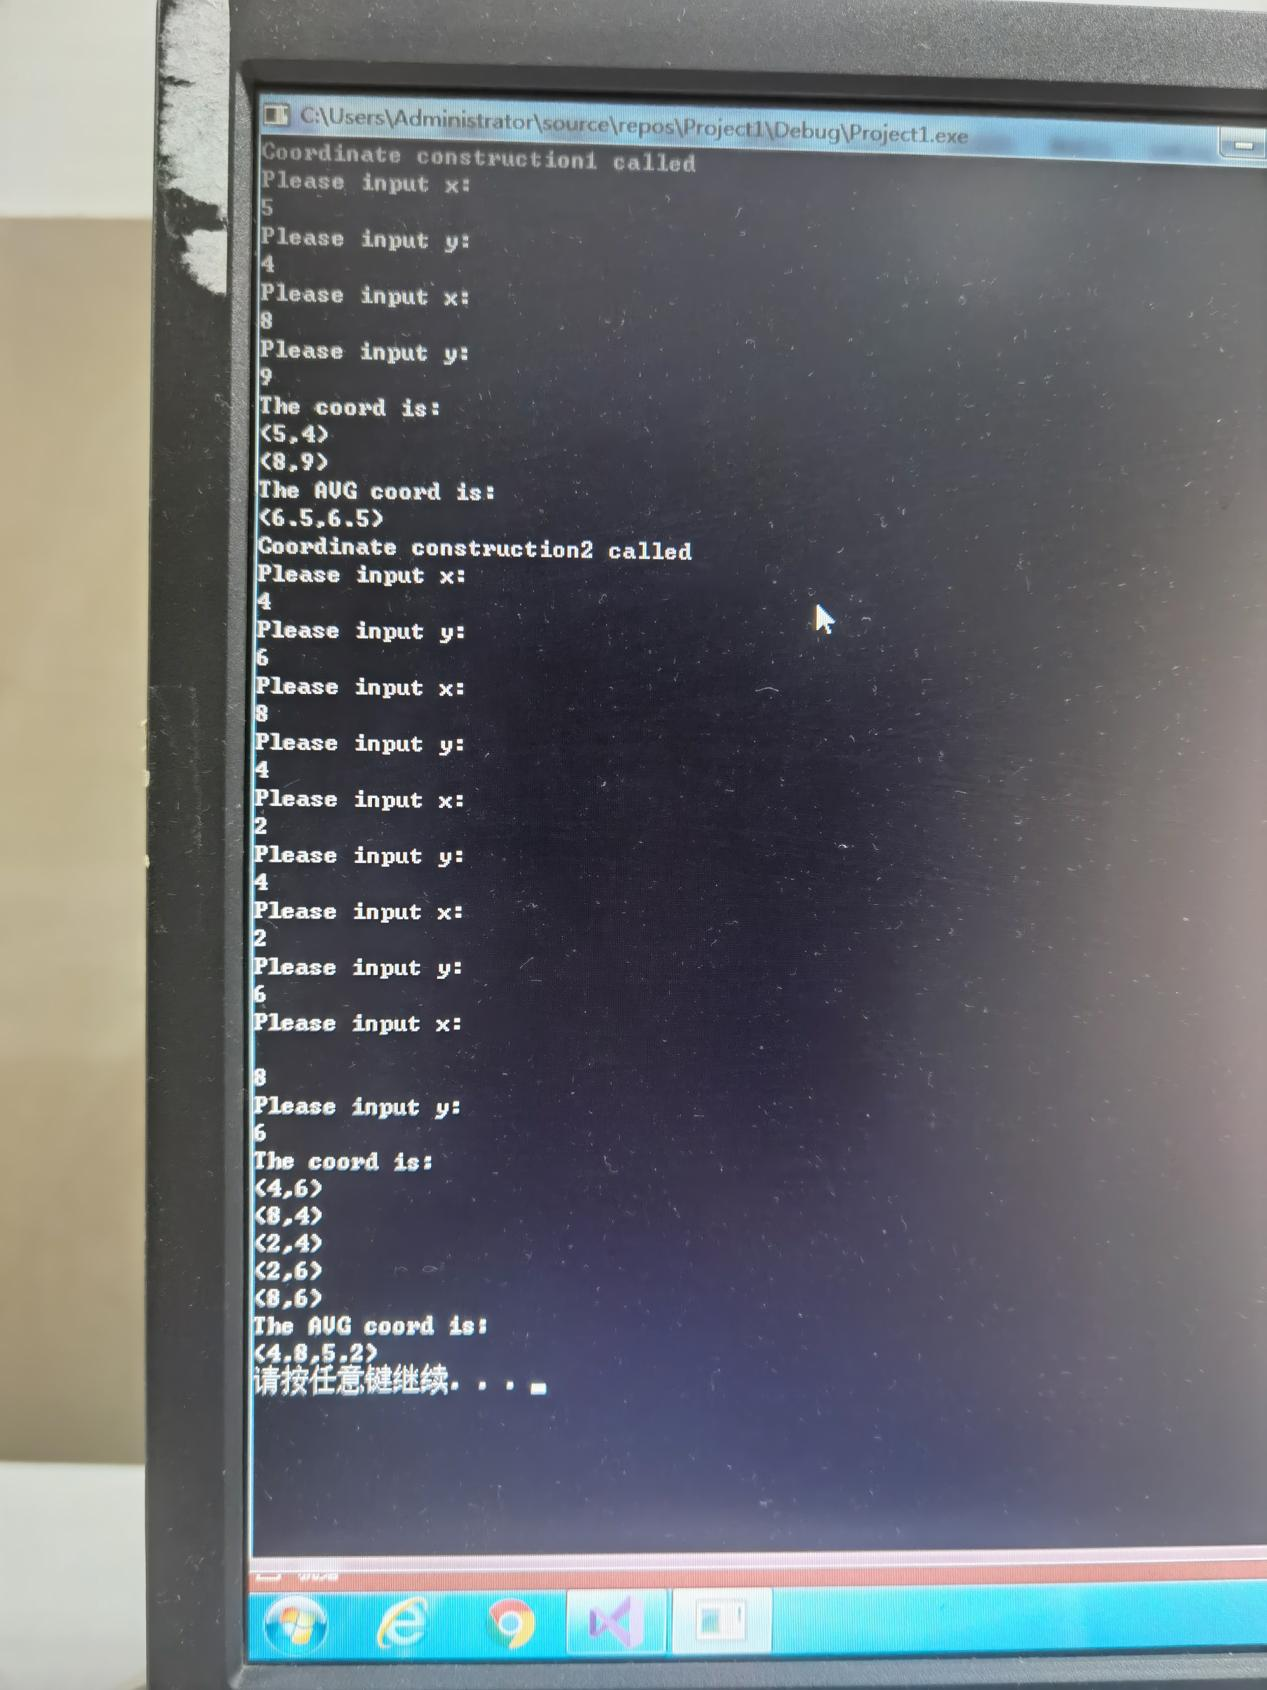 C:\Users\Administrator\source\repos\Project1\Debug\Project1.exe
Coordinate construction1 called
Please input x:
5
Please input y:
4
Please input x:
8
Please input y:
9
The coord is:
(5,4)
(8,9)
The AVG coord is:
(6.5,6.5)
Coordinate construction2 called
Please input x:
4
Please input y:
6
Please input x:
8
Please input y:
4
Please input x:
2
Please input y:
4
Please input x:
2
Please input y:
6
Please input x:
8
Please input y:
6
The coord is:
(4,6)
(8,4)
(2,4)
(2,6)
(8,6)
The AVG coord is:
(4.8,5.2)
请按任意键继续. . .